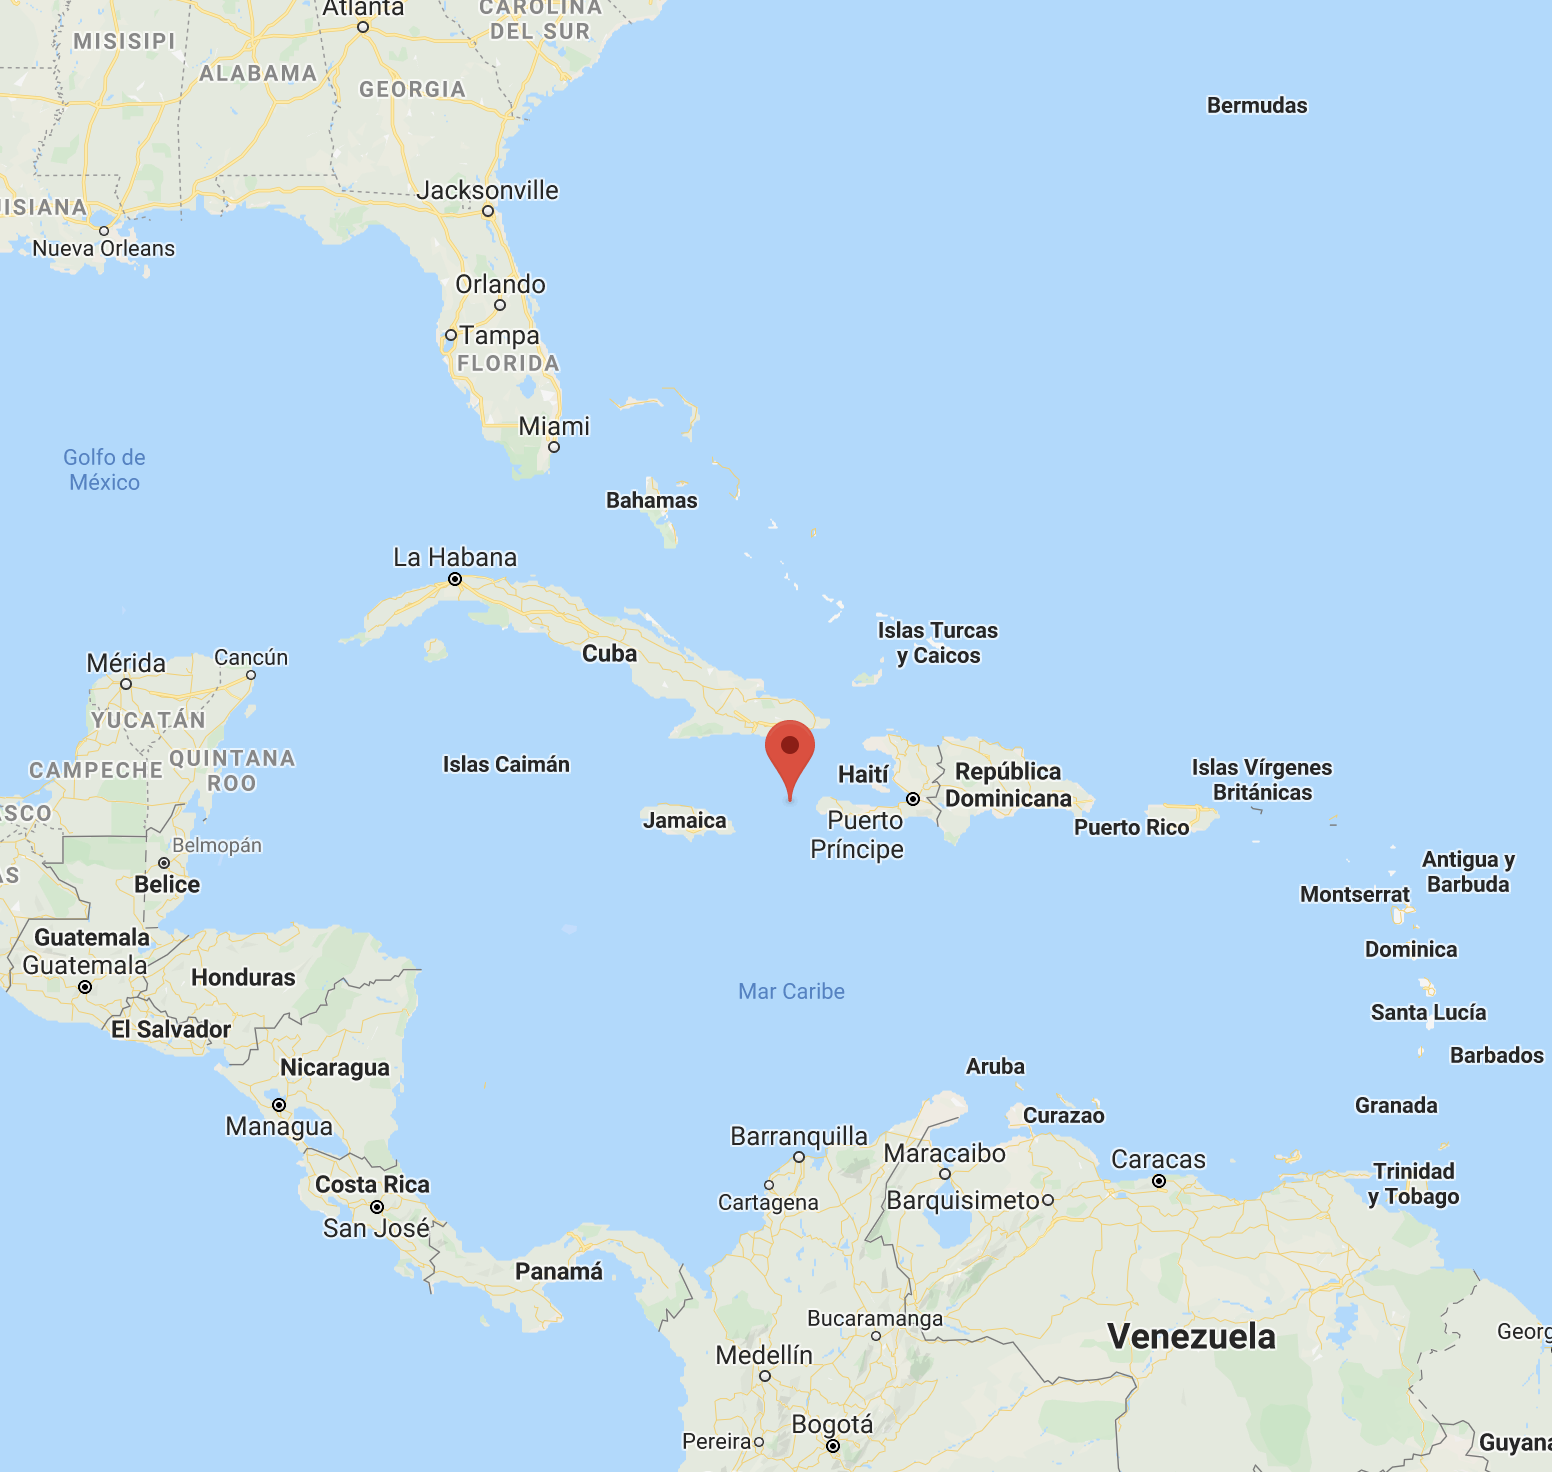 Atlanta
CAROLINA
DEL SUR
MISISIPI
ALABAMA
GEORGIA
Bermudas
Jacksonville
ISIANA
Nueva Orleans
Orlando
Tampa
FLORIDA
Miami
Golfo de
México
Bahamas
La Habana
Islas Turcas
y Caicos
Cuba
Mérida
Cancún
YUCATÁN
QUINTANA
ROO
CAMPECHE
Islas Caimán
Haití
República
Dominicana
Islas Vírgenes
Británicas
ASCO
Jamaica
Puerto
Príncipe
Puerto Rico
Belmopán
AS
Belice
Antigua y
Barbuda
Montserrat
Guatemala
Guatemala
Dominica
Honduras
Mar Caribe
Santa Lucía
El Salvador
Barbados
Nicaragua
Aruba
Granada
Curazao
Managua
Barranquilla
Maracaibo
Caracas
Trinidad
y Tobago
Costa Rica
Cartagena
Barquisimeto
San José
Panamá
Bucaramanga
Venezuela
Georg
Medellín
Bogotá
Pereira
Guyana